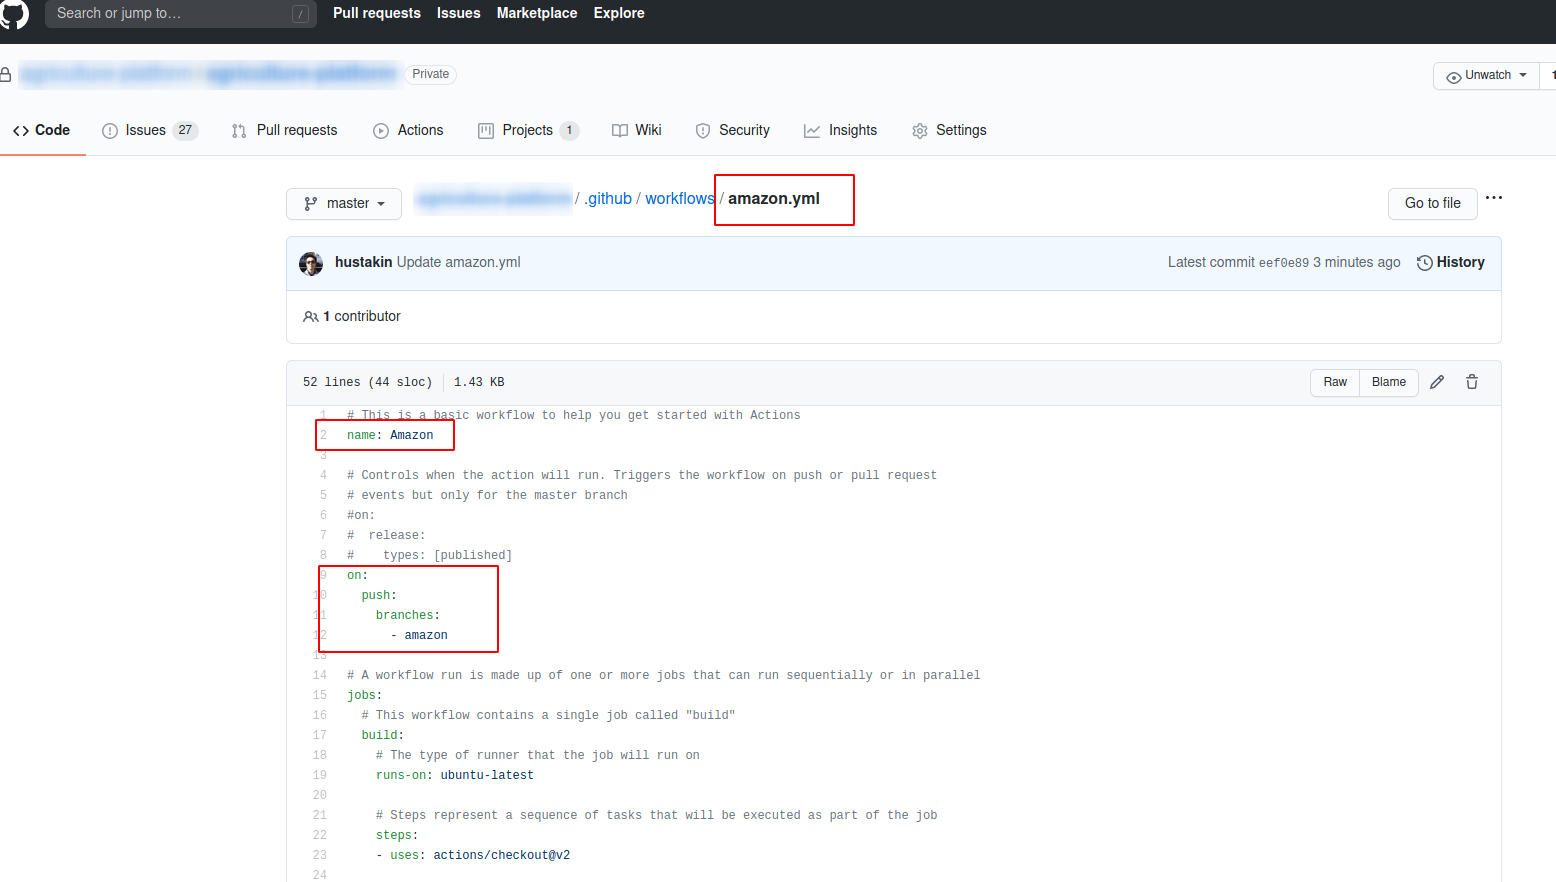 Search or jump to… /
Pull requests Issues Marketplace Explore
Private
Unwatch 1
Code Issues 27 Pull requests Actions Projects 1 Wiki Security Insights Settings
master
/ .github / workflows / amazon.yml
Go to file ...
hustakin Update amazon.yml
Latest commit eef0e89 3 minutes ago History
1 contributor
52 lines (44 sloc) 1.43 KB
Raw Blame
1 # This is a basic workflow to help you get started with Actions
2 name: Amazon
3
4 # Controls when the action will run. Triggers the workflow on push or pull request
5 # events but only for the master branch
6 #on:
7 #  release:
8 #    types: [published]
9 on:
10   push:
11     branches:
12       - amazon
13
14 # A workflow run is made up of one or more jobs that can run sequentially or in parallel
15 jobs:
16   # This workflow contains a single job called "build"
17   build:
18     # The type of runner that the job will run on
19     runs-on: ubuntu-latest
20
21     # Steps represent a sequence of tasks that will be executed as part of the job
22     steps:
23     - uses: actions/checkout@v2
24